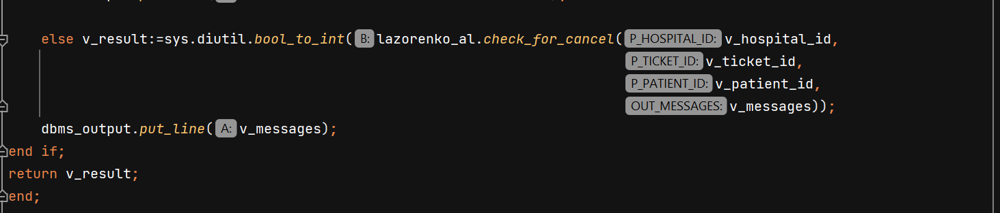 else v_result:=sys.diutil.bool_to_int( B: lazorenko_al.check_for_cancel( P_HOSPITAL_ID: v_hospital_id,
P_TICKET_ID: v_ticket_id,
P_PATIENT_ID: v_patient_id,
OUT_MESSAGES: v_messages));
dbms_output.put_line( A: v_messages);
end if;
return v_result;
end;